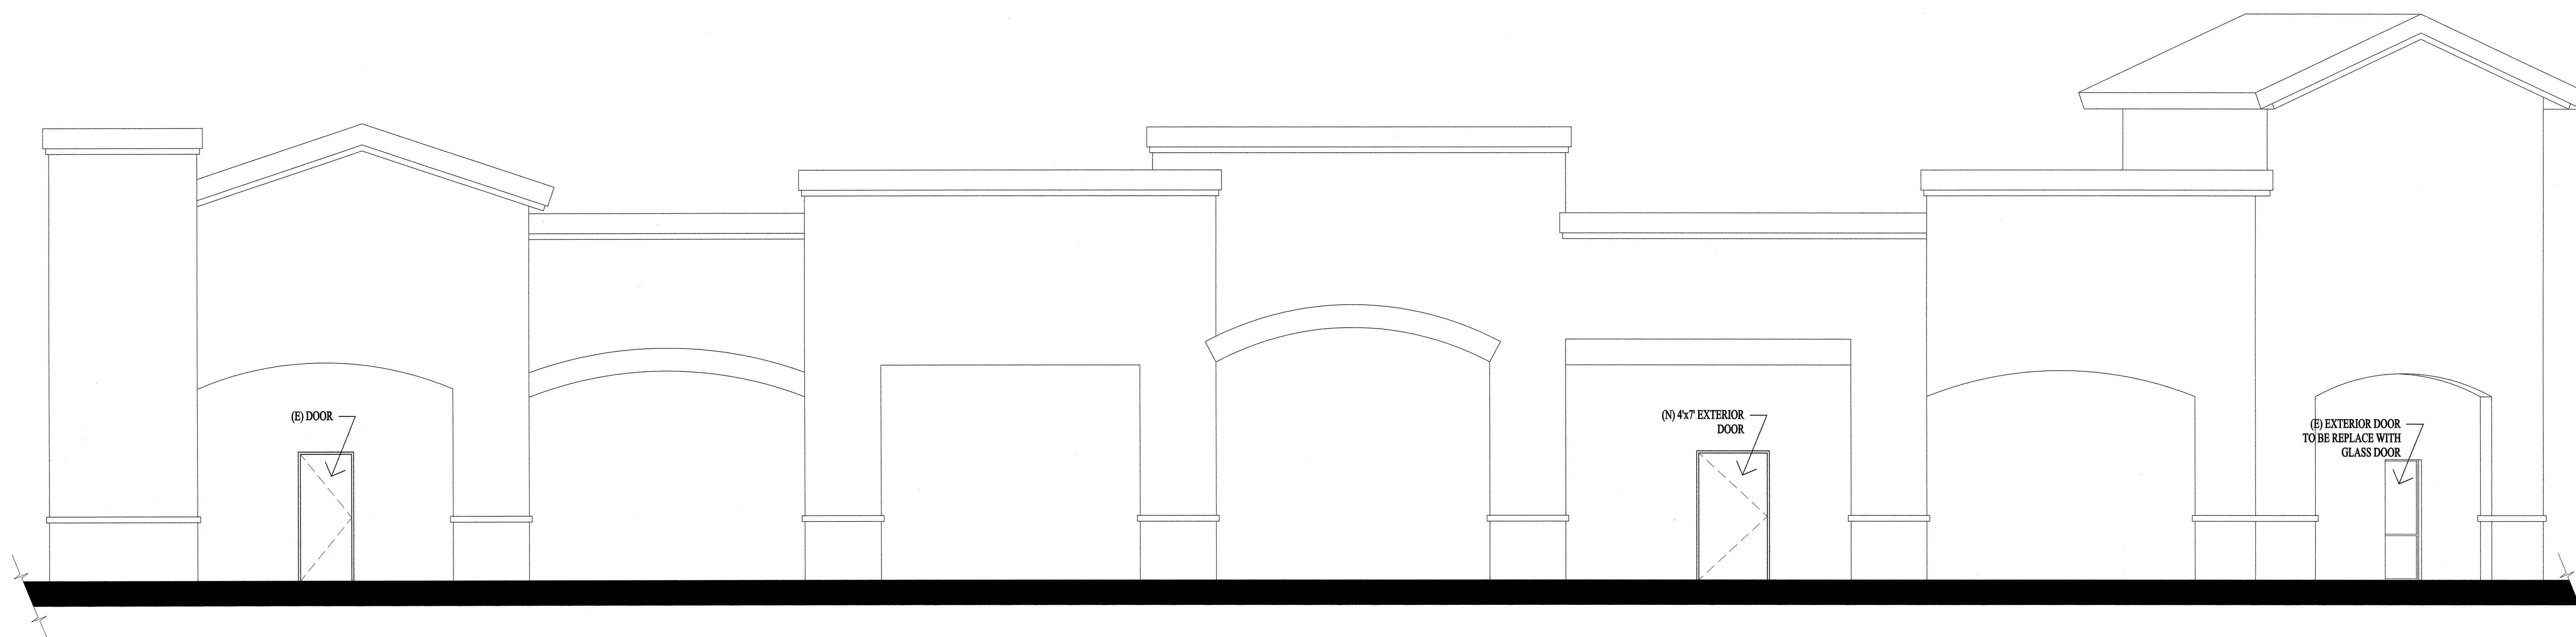 (E) DOOR
(N) 4'x7' EXTERIOR
DOOR
(E) EXTERIOR DOOR
TO BE REPLACE WITH
GLASS DOOR